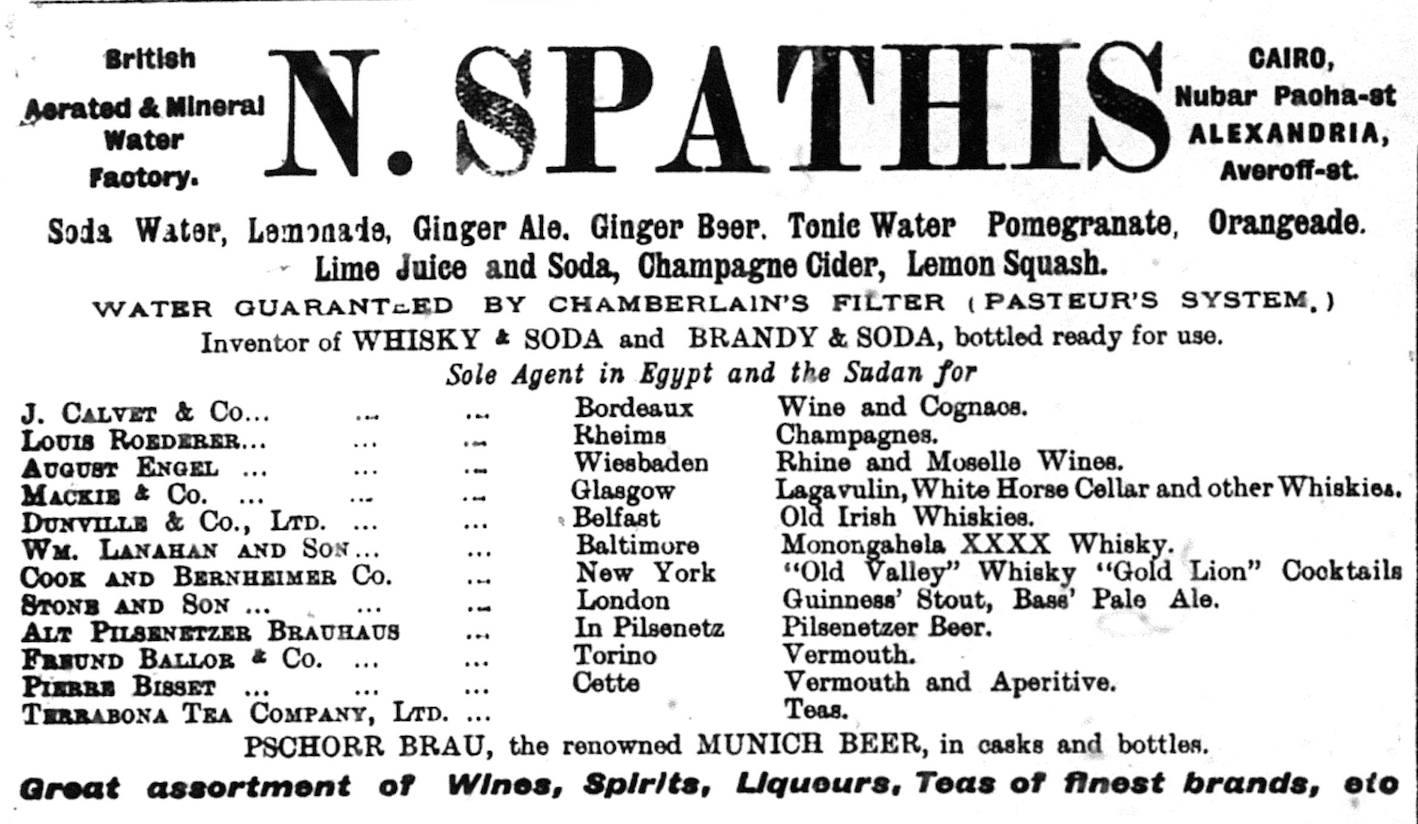 British
Aerated & Mineral
Water
Factory.
N. SPATHIS
CAIRO,
Nubar Pacha-st
ALEXANDRIA,
Averoff-st.
Soda Water, Lemonade, Ginger Ale. Ginger Beer. Tonic Water Pomegranate, Orangeade.
Lime Juice and Soda, Champagne Cider, Lemon Squash.
WATER GUARANTEED BY CHAMBERLAIN'S FILTER (PASTEUR'S SYSTEM.)
Inventor of WHISKY & SODA and BRANDY & SODA, bottled ready for use.
Sole Agent in Egypt and the Sudan for
J. CALVET & Co... ... ... Bordeaux Wine and Cognacs.
LOUIS ROEDERER... ... ... Rheims Champagnes.
AUGUST ENGEL ... ... ... Wiesbaden Rhine and Moselle Wines.
MACKIE & Co. ... ... ... Glasgow Lagavulin, White Horse Cellar and other Whiskies.
DUNVILLE & Co., LTD. ... ... Belfast Old Irish Whiskies.
WM. LANAHAN AND SON... ... Baltimore Monongahela XXXX Whisky.
COOK AND BERNHEIMER Co. ... New York "Old Valley" Whisky "Gold Lion" Cocktails
STONE AND SON ... ... ... London Guinness' Stout, Bass' Pale Ale.
ALT PILSENETZER BRAUHAUS ... In Pilsenetz Pilsenetzer Beer.
FREUND BALLOR & Co. ... ... Torino Vermouth.
PIERRE BISSET ... ... ... Cette Vermouth and Aperitive.
TERRABONA TEA COMPANY, LTD. ... Teas.
PSCHORR BRAU, the renowned MUNICH BEER, in casks and bottles.
Great assortment of Wines, Spirits, Liqueurs, Teas of finest brands, etc